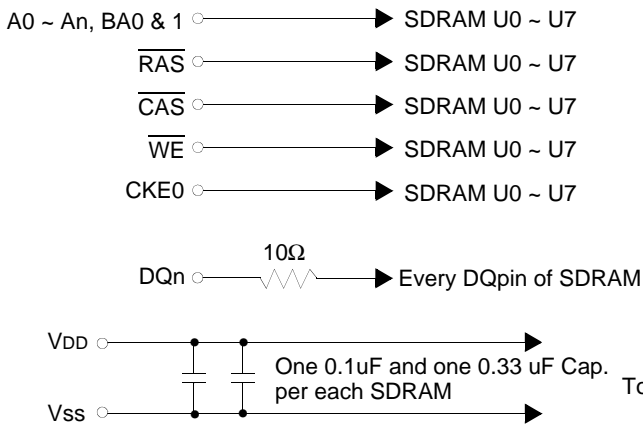 A0 ~ An, BA0 & 1 SDRAM U0 ~ U7
RAS SDRAM U0 ~ U7
CAS SDRAM U0 ~ U7
WE SDRAM U0 ~ U7
CKE0 SDRAM U0 ~ U7
10Ω
DQn Every DQpin of SDRAM
VDD
One 0.1uF and one 0.33 uF Cap.
per each SDRAM
To
Vss